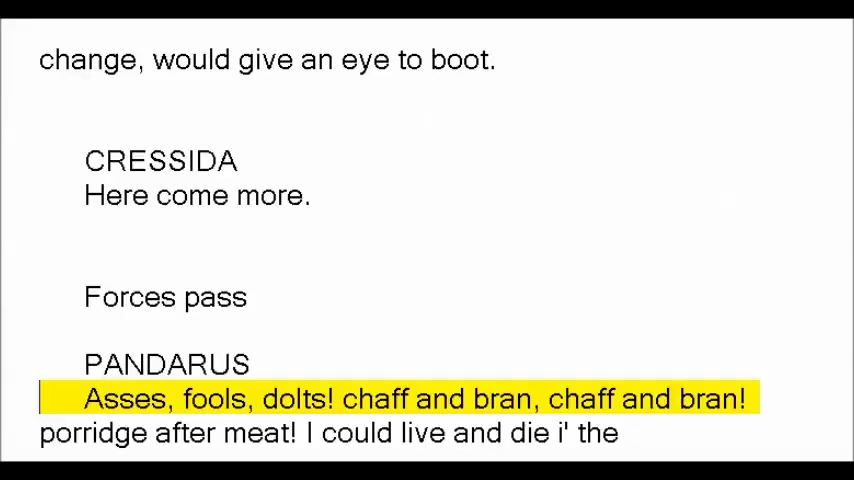 change, would give an eye to boot.
CRESSIDA
Here come more.
Forces pass
PANDARUS
Asses, fools, dolts! chaff and bran, chaff and bran!
porridge after meat! I could live and die i' the